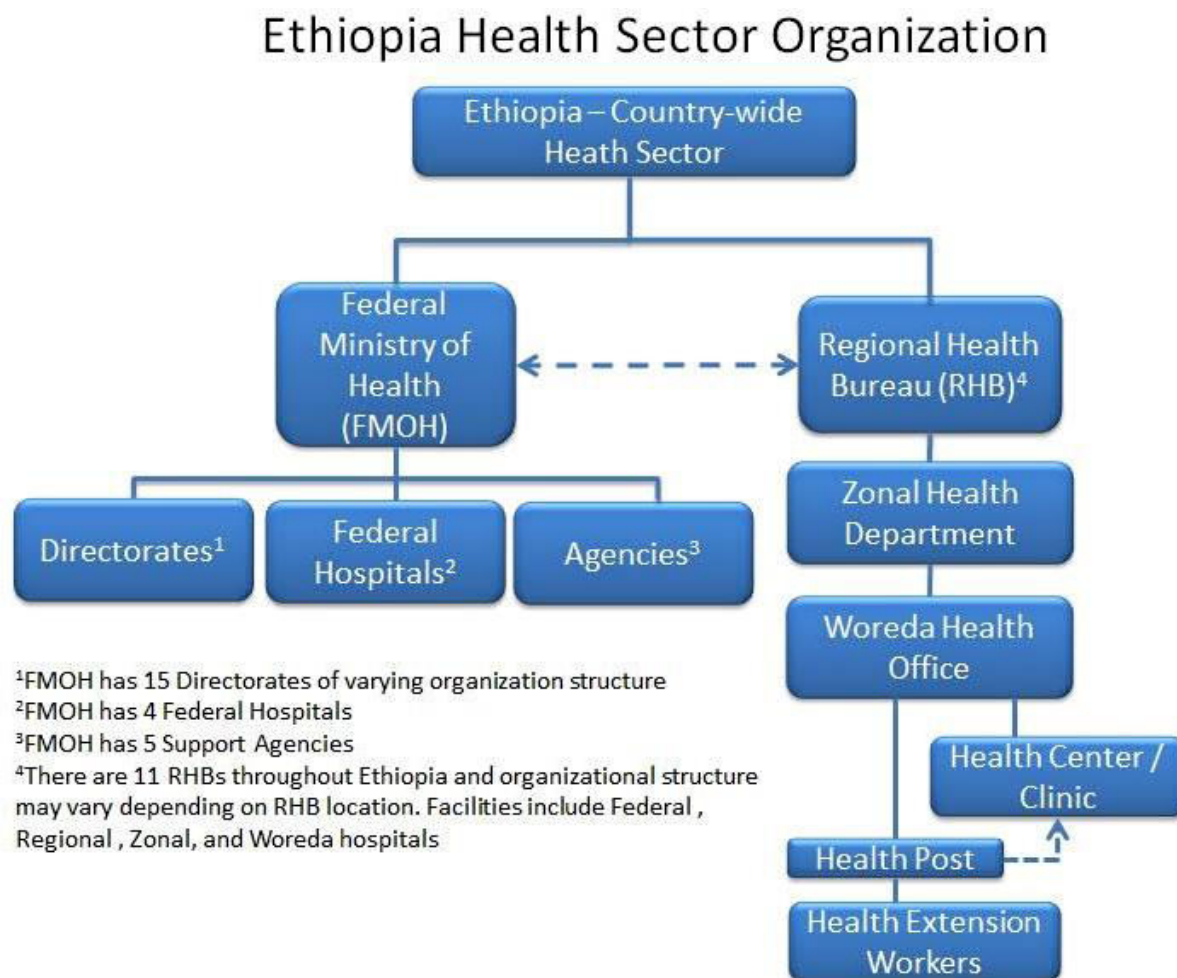 Ethiopia Health Sector Organization
Ethiopia – Country-wide
Heath Sector
Federal
Ministry of
Health
(FMOH)
Regional Health
Bureau (RHB)⁴
Directorates¹
Federal
Hospitals²
Agencies³
Zonal Health
Department
Woreda Health
Office
Health Center /
Clinic
Health Post
Health Extension
Workers
¹FMOH has 15 Directorates of varying organization structure
²FMOH has 4 Federal Hospitals
³FMOH has 5 Support Agencies
⁴There are 11 RHBs throughout Ethiopia and organizational structure
may vary depending on RHB location. Facilities include Federal ,
Regional , Zonal, and Woreda hospitals